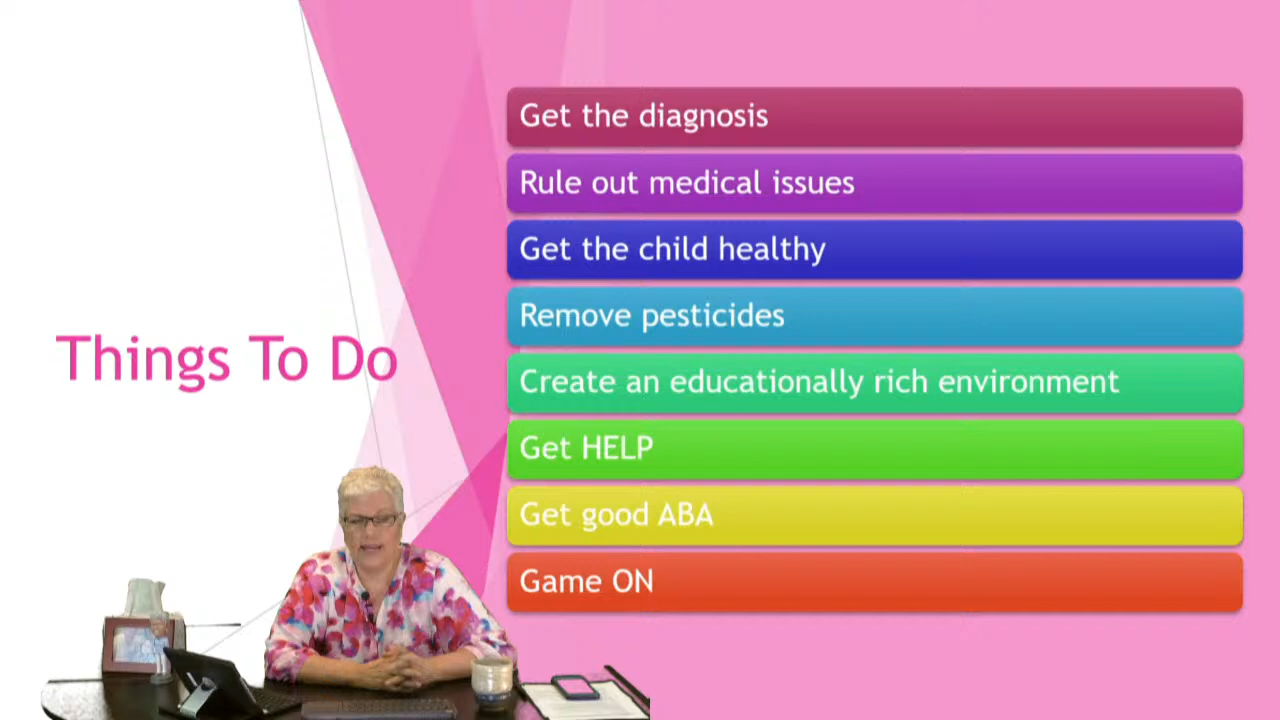 Things To Do
Get the diagnosis
Rule out medical issues
Get the child healthy
Remove pesticides
Create an educationally rich environment
Get HELP
Get good ABA
Game ON